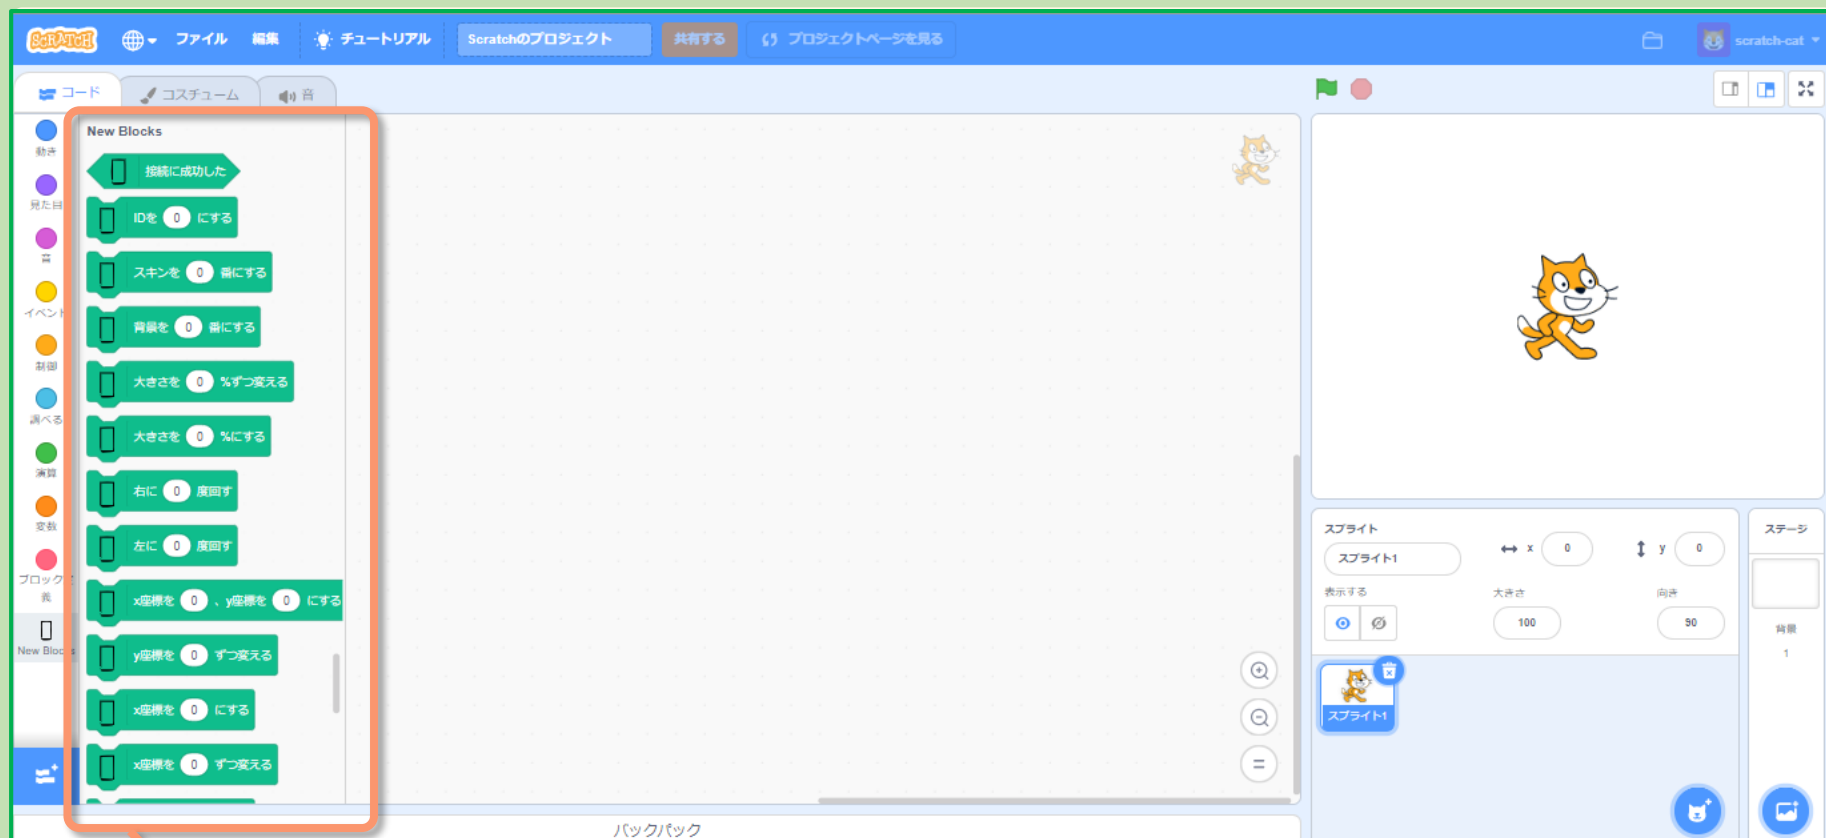 SCRATCH ファイル 編集 チュートリアル Scratchのプロジェクト 共有する プロジェクトページを見る scratch-cat
コード コスチューム 音
動き
見た目
音
イベント
制御
調べる
演算
変数
ブロック
義
New Blocks
New Blocks
接続に成功した
IDを 0 にする
スキンを 0 番にする
背景を 0 番にする
大きさを 0 %ずつ変える
大きさを 0 %にする
右に 0 度回す
左に 0 度回す
x座標を 0 、y座標を 0 にする
y座標を 0 ずつ変える
x座標を 0 にする
x座標を 0 ずつ変える
バックパック
スプライト
スプライト1 x 0 y 0
表示する 大きさ 向き
100 90
スプライト1
ステージ
背景
1